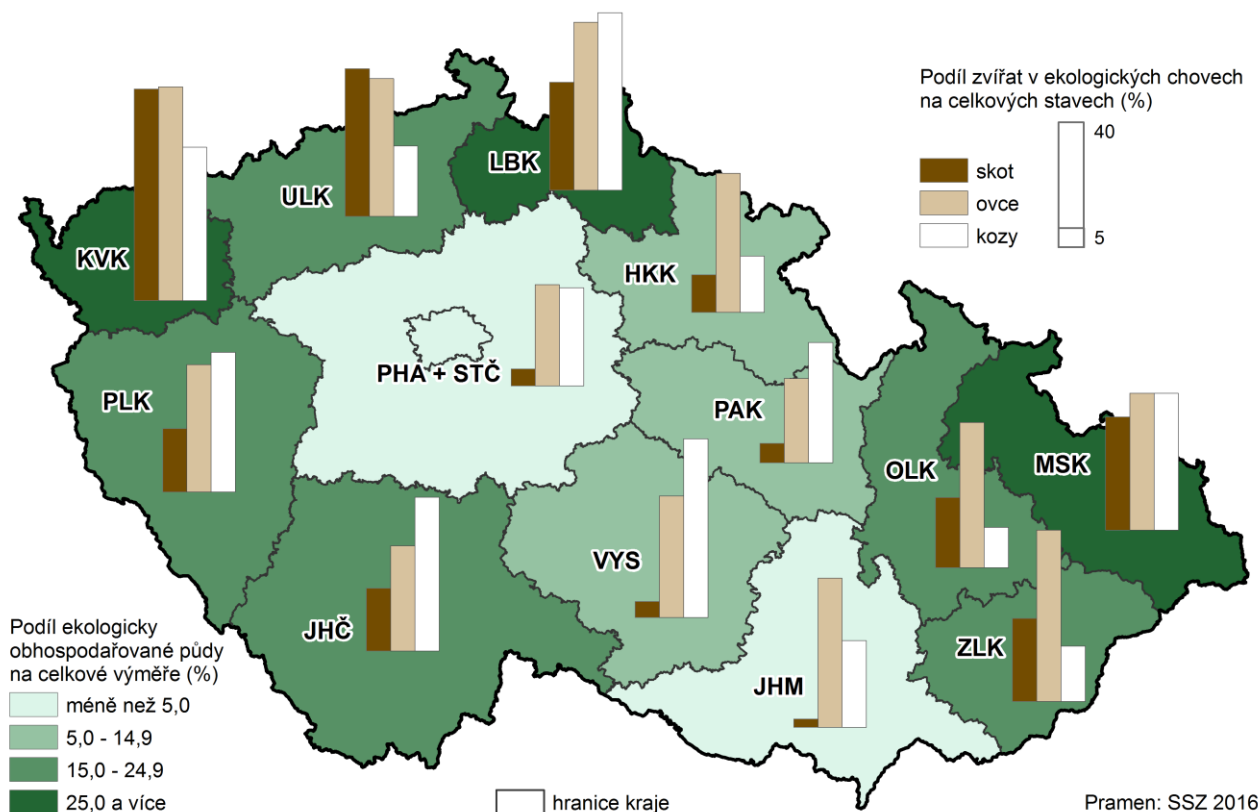 Podíl zvířat v ekologických chovech
na celkových stavech (%)
40
skot
ovce
kozy
5
LBK
ULK
KVK
HKK
PHA + STČ
PLK
PAK
OLK
MSK
VYS
JHČ
ZLK
JHM
Podíl ekologicky
obhospodařované půdy
na celkové výměře (%)
méně než 5,0
5,0 - 14,9
15,0 - 24,9
25,0 a více
hranice kraje
Pramen: SSZ 2016